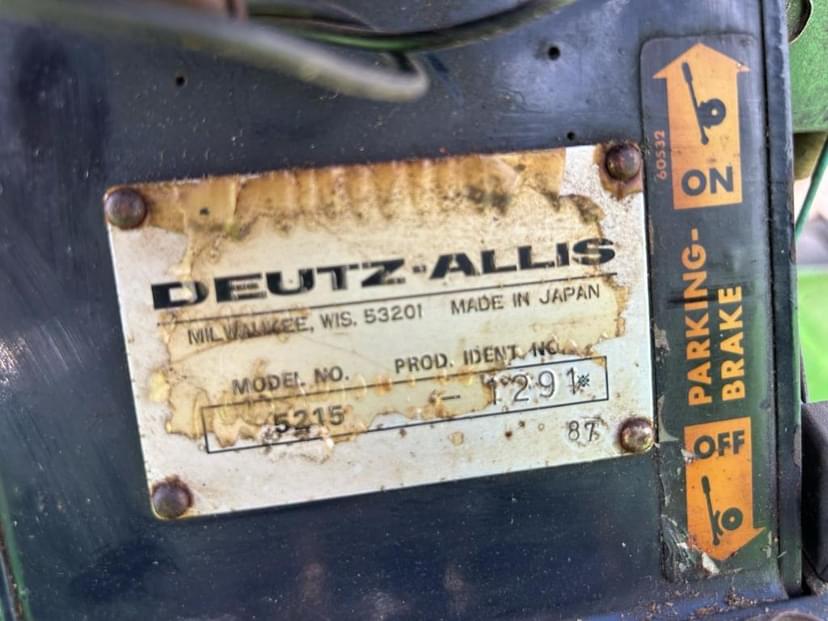 DEUTZ-ALLIS
MILWAUKEE, WIS. 53201 MADE IN JAPAN
MODEL NO. PROD. IDENT. NO.
5215 – 1291*
87
60532
ON
PARKING-
BRAKE
OFF